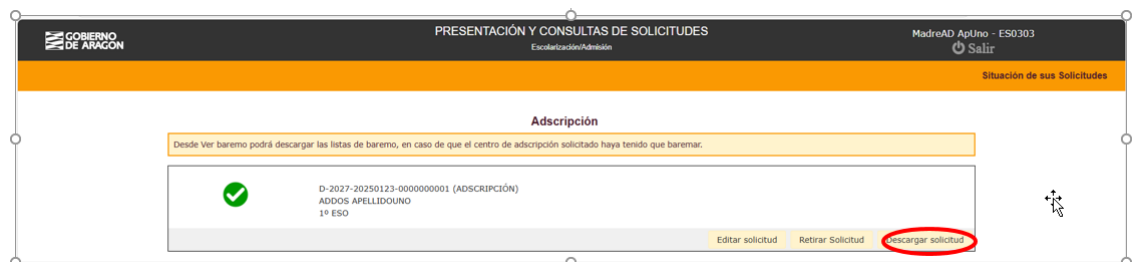 GOBIERNO
DE ARAGON
PRESENTACIÓN Y CONSULTAS DE SOLICITUDES
Escolarización/Admisión
MadreAD ApUno - ES0303
Salir
Situación de sus Solicitudes
Adscripción
Desde Ver baremo podrá descargar las listas de baremo, en caso de que el centro de adscripción solicitado haya tenido que baremar.
D-2027-20250123-0000000001 (ADSCRIPCIÓN)
ADDOS APELLIDOUNO
1º ESO
Editar solicitud Retirar Solicitud Descargar solicitud